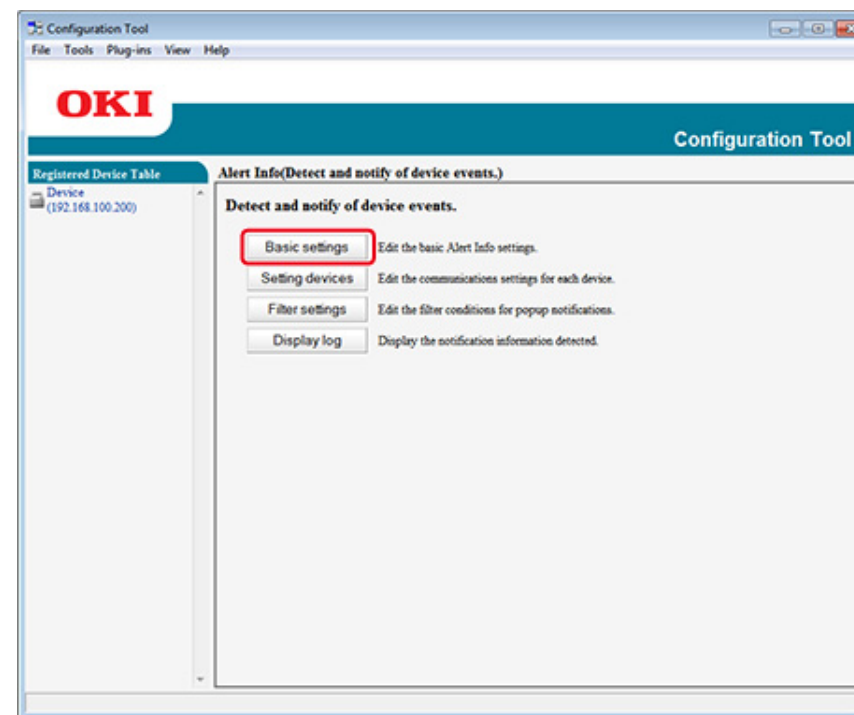 Configuration Tool
File Tools Plug-ins View Help
OKI
Configuration Tool
Registered Device Table
Device
(192.168.100.200)
Alert Info(Detect and notify of device events.)
Detect and notify of device events.
Basic settings Edit the basic Alert Info settings.
Setting devices Edit the communications settings for each device.
Filter settings Edit the filter conditions for popup notifications.
Display log Display the notification information detected.